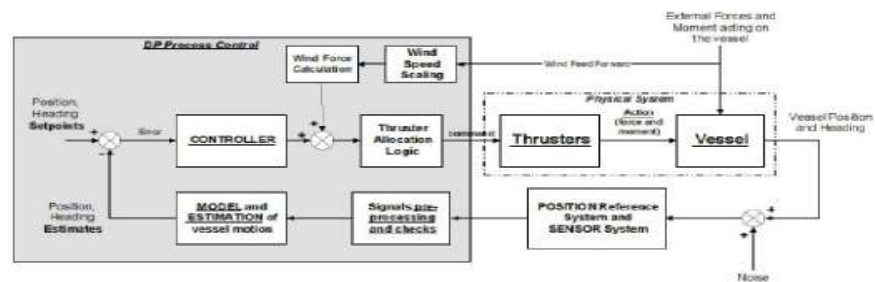 External Forces and
Moment acting on
the vessel
DP Process Control
Wind Force
Calculation
Wind
Speed
Scaling
Wind Feed Forward
Physical System
Position,
Heading
Setpoints
+
Error
CONTROLLER
+
+
Thruster
Allocation
Logic
command
Thrusters
Action
(force and
moment)
Vessel
Vessel Position
and Heading
-
Position,
Heading
Estimates
MODEL and
ESTIMATION of
vessel motion
Signals pre-
processing
and checks
POSITION Reference
System and
SENSOR System
+
+
Noise